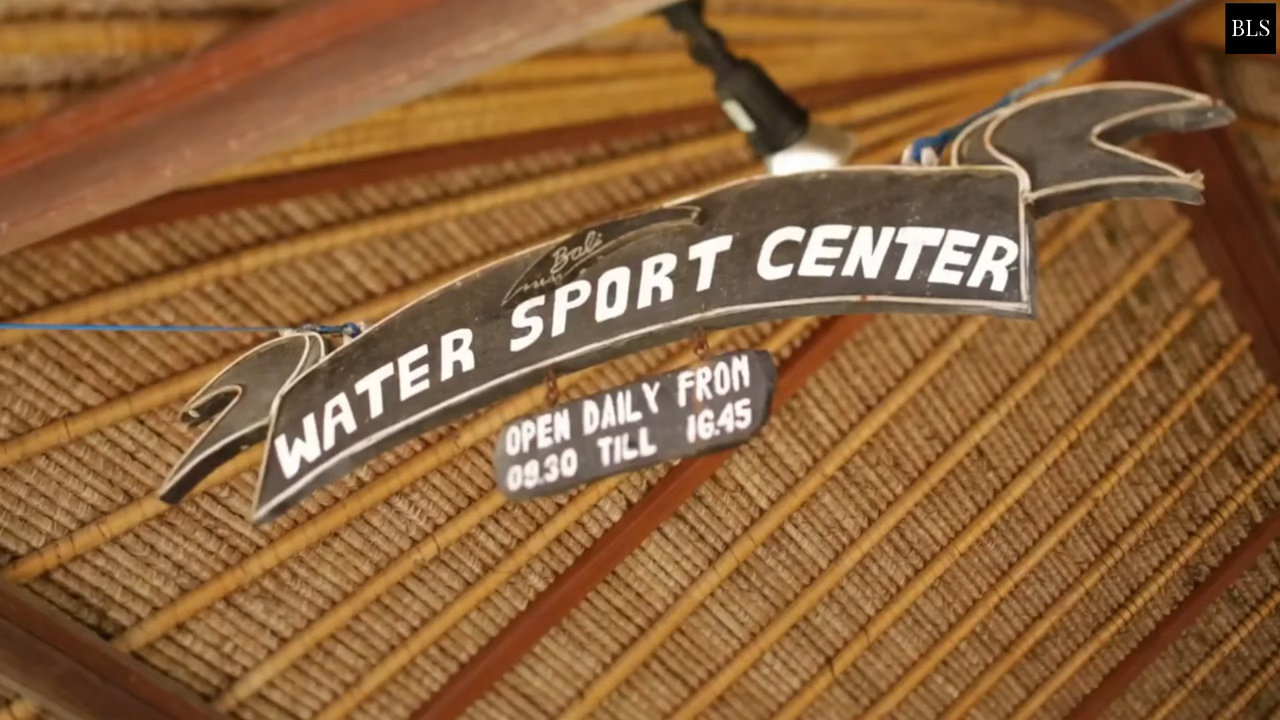 BLS
Bali
WATER SPORT CENTER
OPEN DAILY FROM
09.30 TILL 16.45